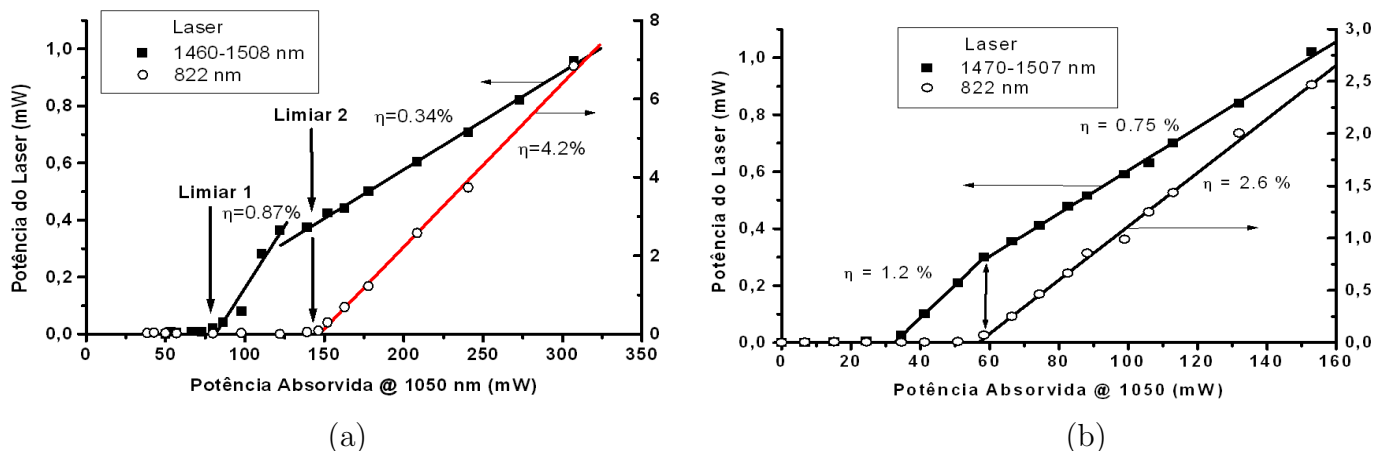 Laser
1460-1508 nm
822 nm
Limiar 1
Limiar 2
η=0.87%
η=0.34%
η=4.2%
Potência do Laser (mW)
1,0
0,8
0,6
0,4
0,2
0,0
8
6
4
2
0
0 50 100 150 200 250 300 350
Potência Absorvida @ 1050 nm (mW)
(a)
Laser
1470-1507 nm
822 nm
η = 1.2 %
η = 0.75 %
η = 2.6 %
Potência do Laser (mW)
1,0
0,8
0,6
0,4
0,2
0,0
3,0
2,5
2,0
1,5
1,0
0,5
0,0
0 20 40 60 80 100 120 140 160
Potência Absorvida @ 1050 (mW)
(b)